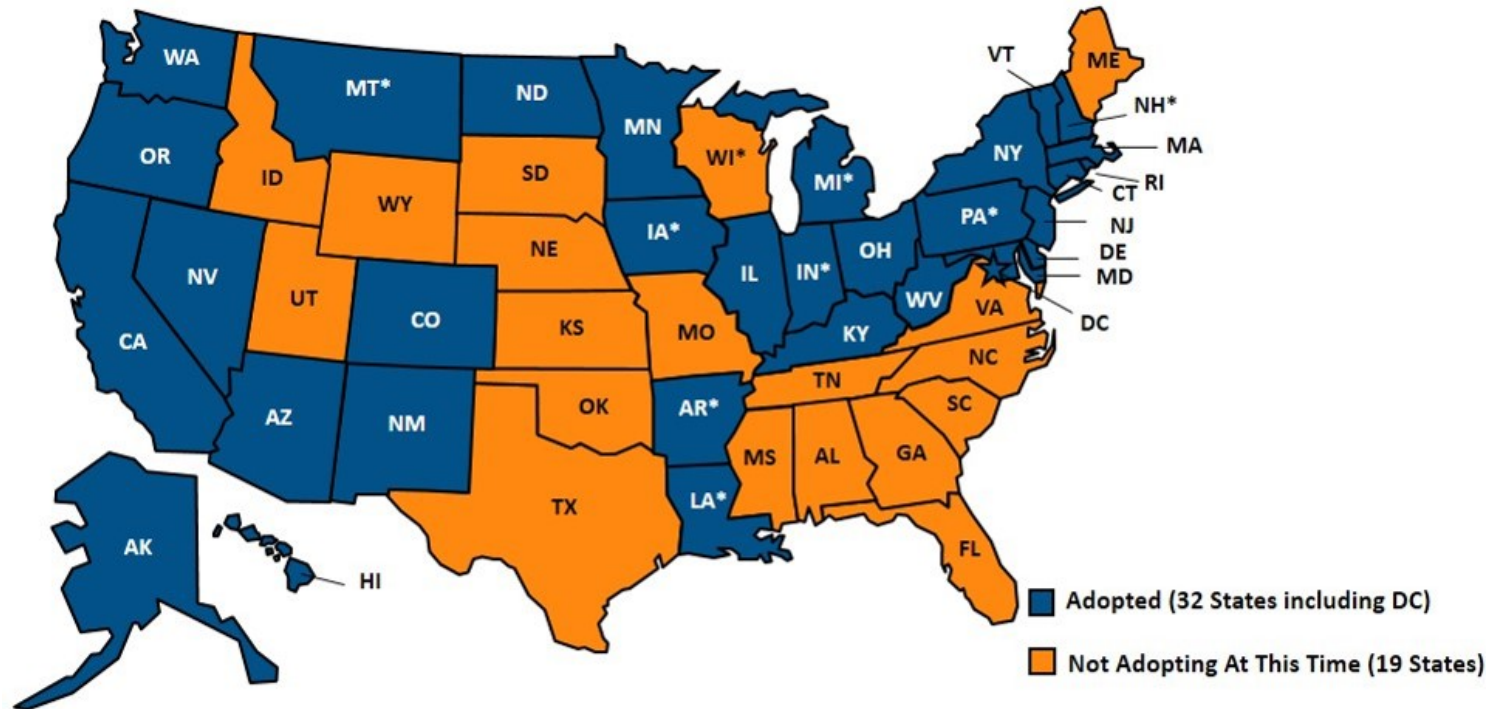 WA
MT*
ND
MN
VT
ME
NH*
OR
ID
SD
WI*
NY
MA
WY
MI*
RI
CT
NE
IA*
PA*
NJ
NV
UT
IL
IN*
OH
DE
MD
CO
KS
MO
WV
VA
DC
CA
KY
NC
AZ
NM
OK
AR*
TN
SC
TX
MS
AL
GA
LA*
AK
HI
FL
Adopted (32 States including DC)
Not Adopting At This Time (19 States)